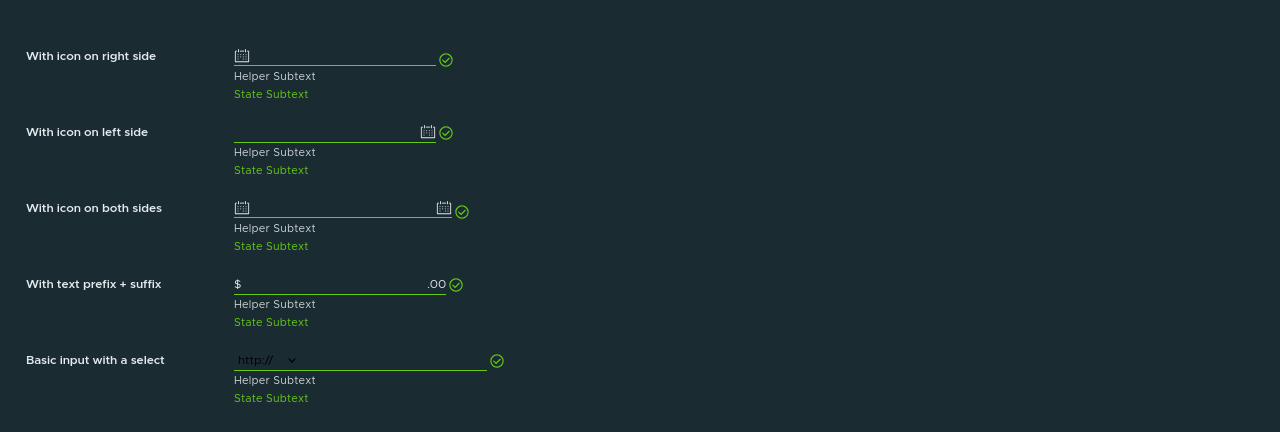 With icon on right side
Helper Subtext
State Subtext
With icon on left side
Helper Subtext
State Subtext
With icon on both sides
Helper Subtext
State Subtext
With text prefix + suffix $ .00
Helper Subtext
State Subtext
Basic input with a select http://
Helper Subtext
State Subtext